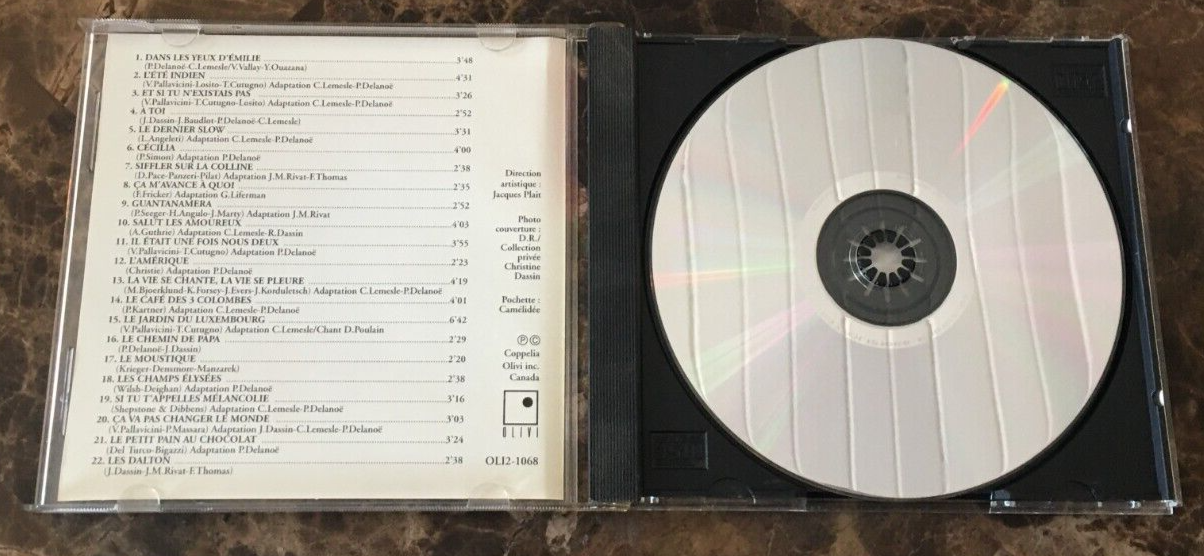 1. DANS LES YEUX D'ÉMILIE 3'48
(P.Delanoë-C.Lemesle/V.Vallay-Y.Ouazana)
2. L'ÉTÉ INDIEN 4'31
(V.Pallavicini-Losito-T.Cutugno) Adaptation C.Lemesle-P.Delanoë
3. ET SI TU N'EXISTAIS PAS 3'26
(V.Pallavicini-T.Cutugno-Losito) Adaptation C.Lemesle-P.Delanoë
4. À TOI 2'52
(J.Dassin-J.Baudlot-P.Delanoë-C.Lemesle)
5. LE DERNIER SLOW 3'31
(L.Angeleri) Adaptation C.Lemesle-P.Delanoë
6. CÉCILIA 4'00
(P.Simon) Adaptation P.Delanoë
7. SIFFLER SUR LA COLLINE 2'38
(D.Pace-Panzeri-Pilat) Adaptation J.M.Rivat-F.Thomas
8. ÇA M'AVANCE À QUOI 2'35
(F.Fricker) Adaptation G.Liferman
9. GUANTANAMERA 2'52
(P.Seeger-H.Angulo-J.Marty) Adaptation J.M.Rivat
10. SALUT LES AMOUREUX 4'03
(A.Guthrie) Adaptation C.Lemesle-R.Dassin
11. IL ÉTAIT UNE FOIS NOUS DEUX 3'55
(V.Pallavicini-T.Cutugno) Adaptation C.Lemesle-P.Delanoë
12. L'AMÉRIQUE 2'23
(Christie) Adaptation P.Delanoë
13. LA VIE SE CHANTE, LA VIE SE PLEURE 4'19
(M.Bjoerklund-K.Forsey-J.Evers-J.Korduletsch) Adaptation C.Lemesle-P.Delanoë
14. LE CAFÉ DES 3 COLOMBES 4'01
(P.Kartner) Adaptation C.Lemesle-P.Delanoë
15. LE JARDIN DU LUXEMBOURG 6'42
(V.Pallavicini-T.Cutugno) Adaptation C.Lemesle/Chant D.Poulain
16. LE CHEMIN DE PAPA 2'29
(P.Delanoë-J.Dassin)
17. LE MOUSTIQUE 2'20
(Krieger-Densmore-Manzarek)
18. LES CHAMPS ÉLYSÉES 2'38
(Wilsh-Deighan) Adaptation P.Delanoë
19. SI TU T'APPELLES MÉLANCOLIE 3'16
(Shepstone & Dibbens) Adaptation C.Lemesle-P.Delanoë
20. ÇA VA PAS CHANGER LE MONDE 3'03
(V.Pallavicini-P.Massara) Adaptation J.Dassin-C.Lemesle-P.Delanoë
21. LE PETIT PAIN AU CHOCOLAT 3'24
(Del Turco-Bigazzi) Adaptation P.Delanoë
22. LES DALTON 2'38
(J.Dassin-J.M.Rivat-F.Thomas)
Direction
artistique :
Jacques Plait
Photo
couverture :
D.R./
Collection
privée
Christine
Dassin
Pochette :
Camélidée
℗©
Coppelia
Olivi inc.
Canada
OLIVI
OLI2-1068